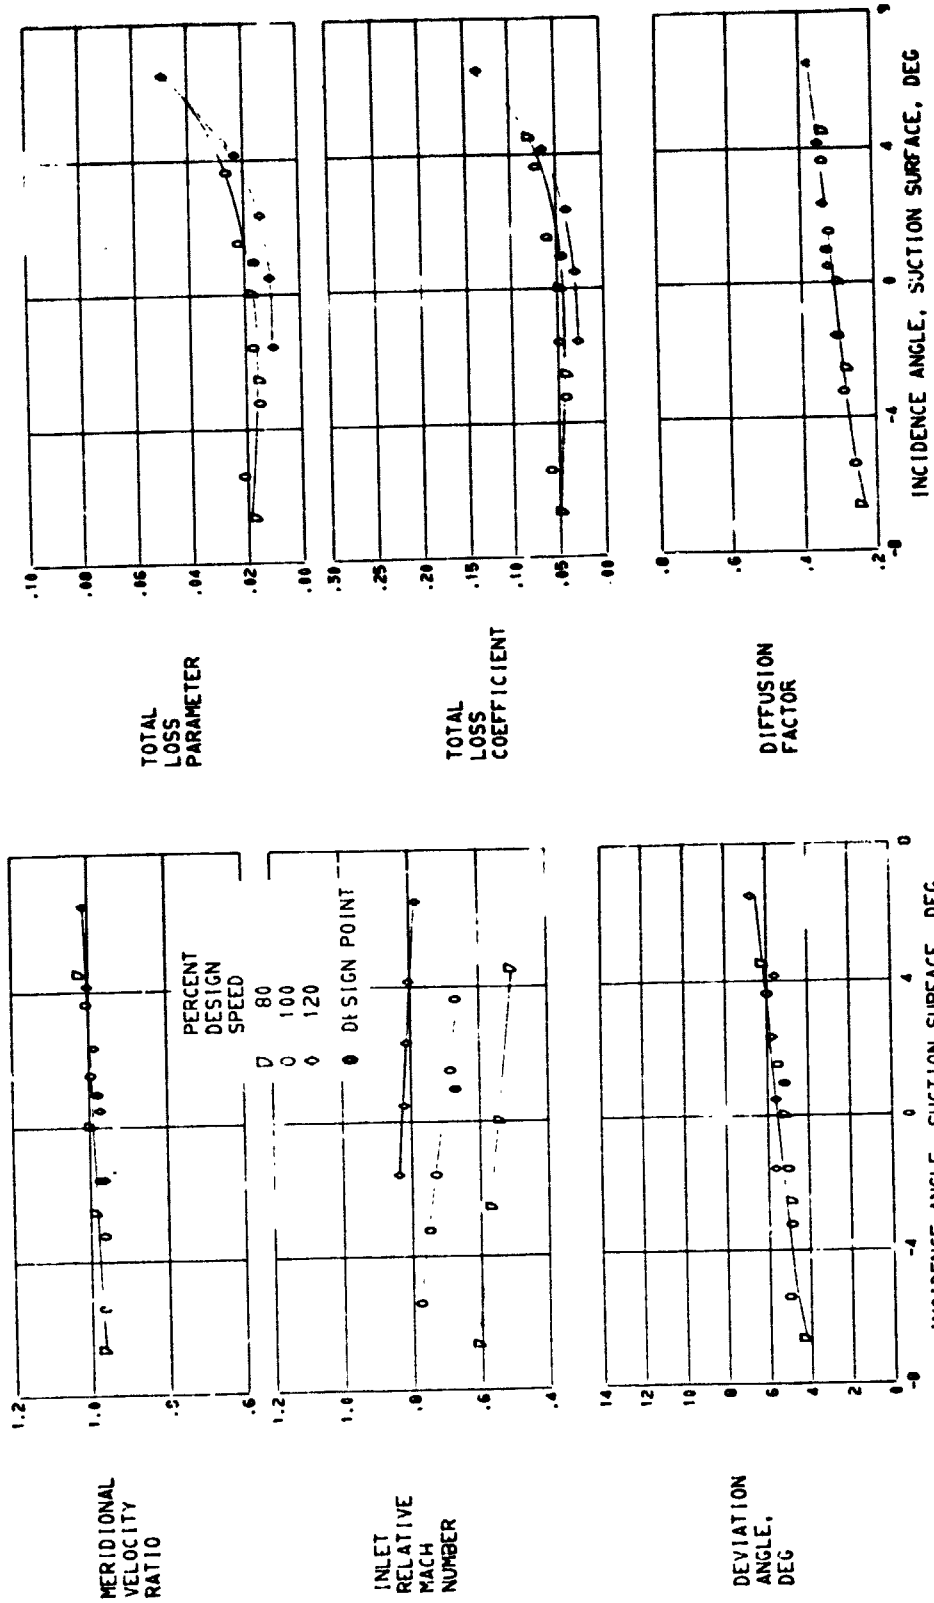 MERIDIONAL
VELOCITY
RATIO
1.2
1.0
.6
PERCENT
DESIGN
SPEED
80
100
120
DESIGN POINT
INLET
RELATIVE
MACH
NUMBER
1.2
1.0
.8
.6
.4
DEVIATION
ANGLE,
DEG
14
12
10
8
6
4
2
0
-8
-4
0
4
TOTAL
LOSS
PARAMETER
.10
.08
.06
.04
.02
.00
TOTAL
LOSS
COEFFICIENT
.25
.20
.15
.10
.05
.00
DIFFUSION
FACTOR
.8
.6
.4
.2
-8
-4
0
4
INCIDENCE ANGLE, SUCTION SURFACE, DEG